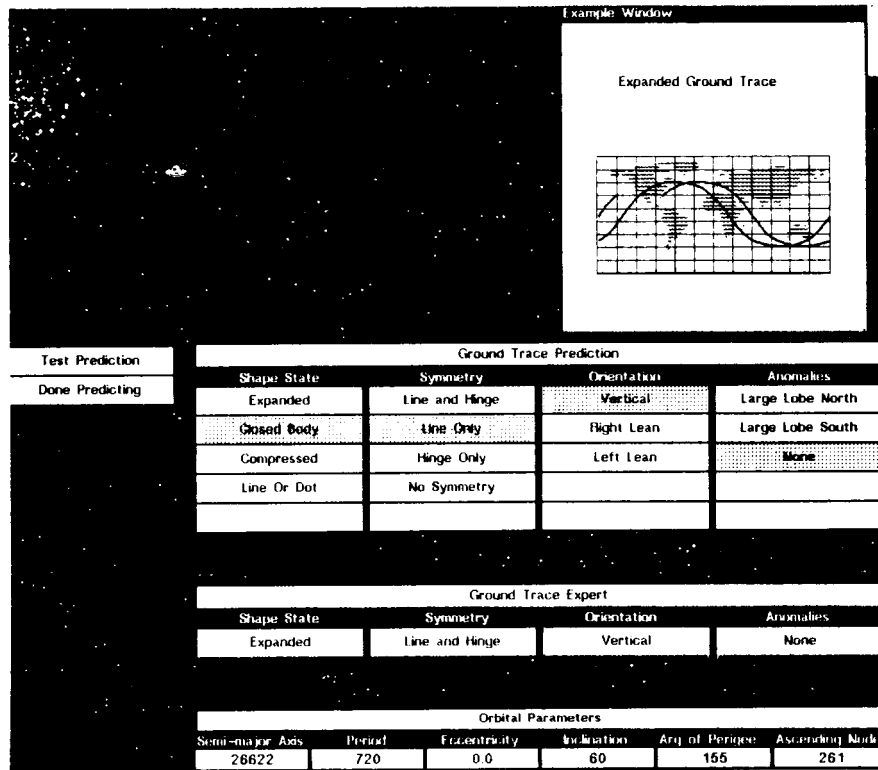 Example Window
Expanded Ground Trace
2
Test Prediction
Done Predicting
Ground Trace Prediction
Shape State Symmetry Orientation Anomalies
Expanded Line and Hinge Vertical Large Lobe North
Closed Body Line Only Right Lean Large Lobe South
Compressed Hinge Only Left Lean None
Line Or Dot No Symmetry
Ground Trace Expert
Shape State Symmetry Orientation Anomalies
Expanded Line and Hinge Vertical None
Orbital Parameters
Semi-major Axis Period Eccentricity Inclination Arg of Perigee Ascending Node
26622 720 0.0 60 155 261